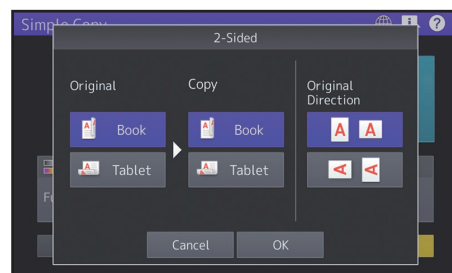 Simple Copy
2-Sided
Original
Copy
Original
Direction
Book
Book
A A
Tablet
Tablet
A A
Cancel
OK